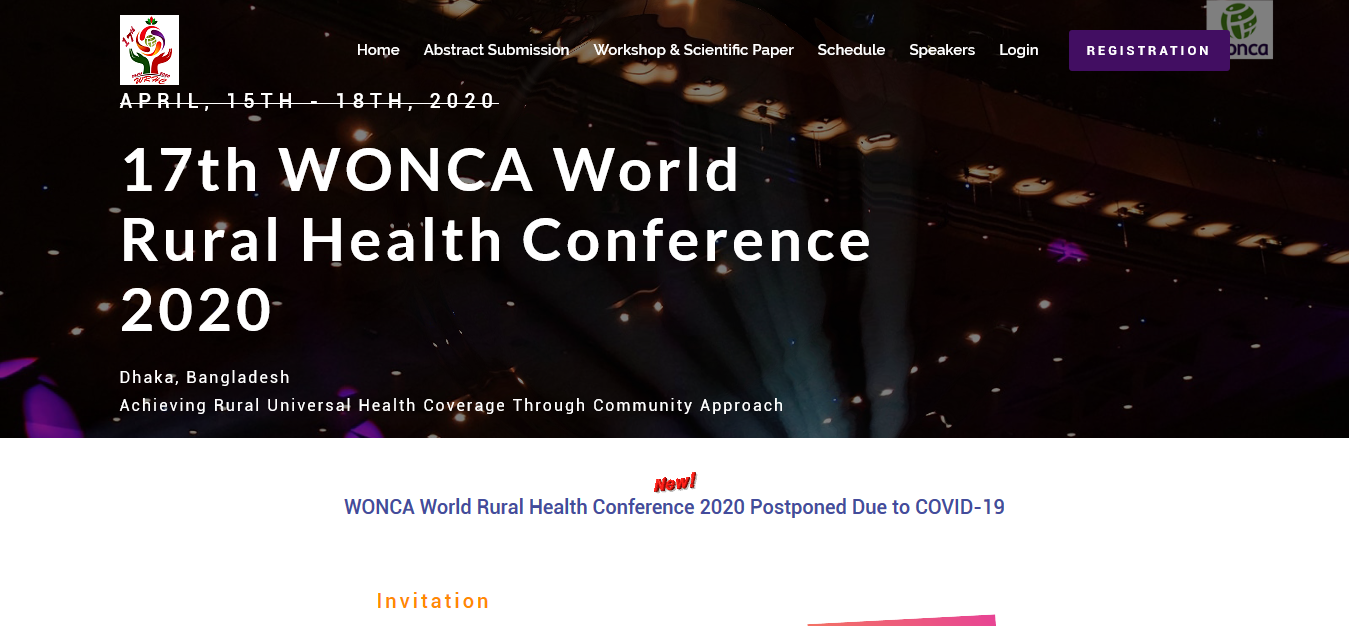 Home Abstract Submission Workshop & Scientific Paper Schedule Speakers Login REGISTRATION
onca
17th
APRIL, 15TH - 18TH, 2020
17th WONCA World
Rural Health Conference
2020
Dhaka, Bangladesh
Achieving Rural Universal Health Coverage Through Community Approach
New!
WONCA World Rural Health Conference 2020 Postponed Due to COVID-19
Invitation